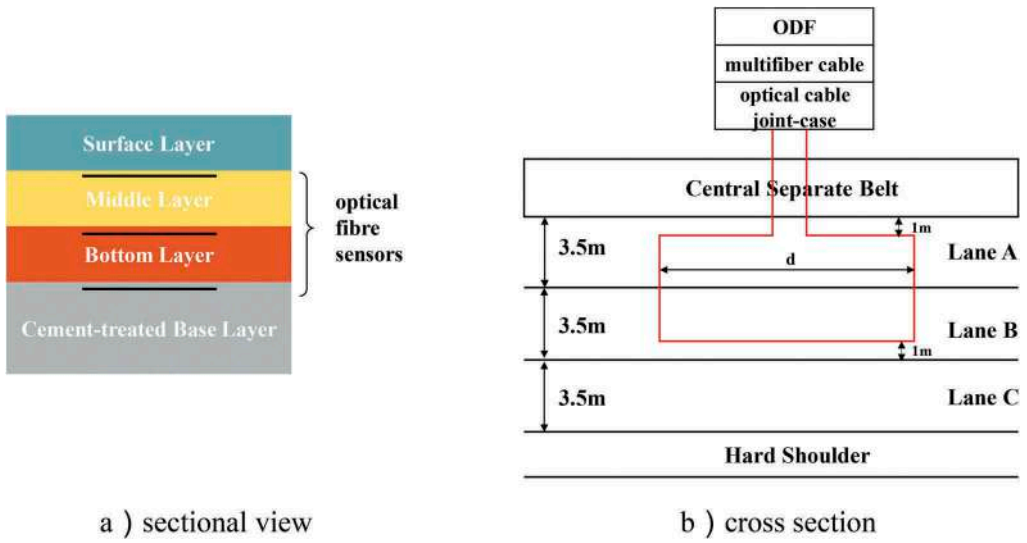 Surface Layer
Middle Layer
Bottom Layer
Cement-treated Base Layer
optical
fibre
sensors
a ) sectional view
ODF
multifiber cable
optical cable
joint-case
Central Separate Belt
1m
3.5m
Lane A
d
3.5m
Lane B
1m
3.5m
Lane C
Hard Shoulder
b ) cross section